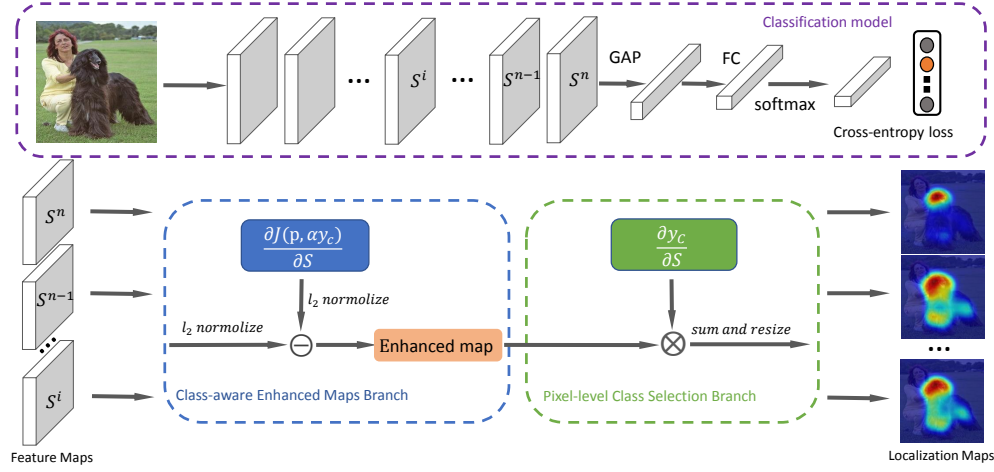 Classification model
GAP
FC
... S^i ... S^{n-1} S^n
softmax
Cross-entropy loss
S^n
∂J(p, αy_c)
∂S
∂y_C
∂S
S^{n-1}
l_2 normolize
l_2 normolize
sum and resize
...
− Enhanced map
⊗
...
S^i
Class-aware Enhanced Maps Branch
Pixel-level Class Selection Branch
Feature Maps
Localization Maps